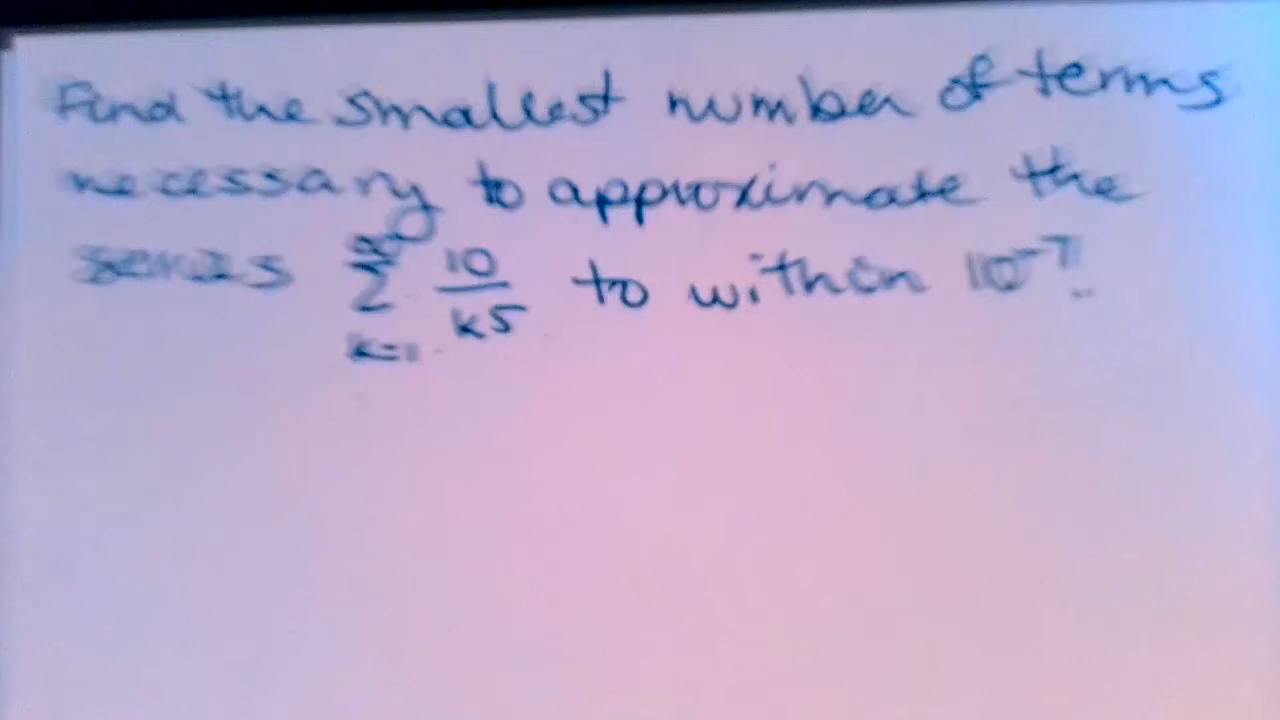 Find the smallest number of terms
necessary to approximate the
series ∞ Σ k=1 10/k5 to within 10⁻⁷.